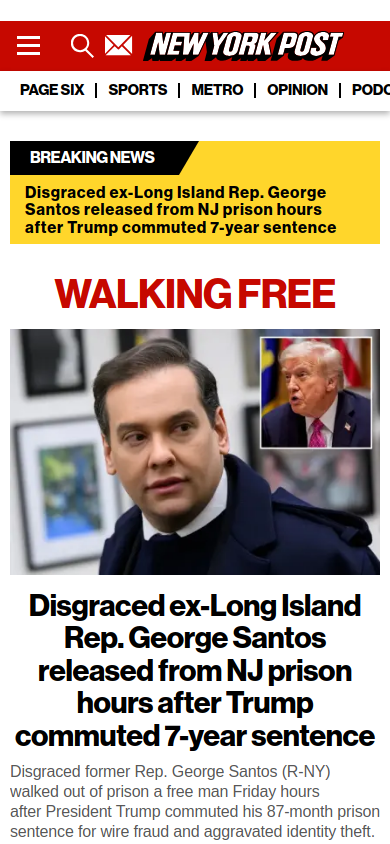 NEW YORK POST
PAGE SIX | SPORTS | METRO | OPINION | PODC
BREAKING NEWS
Disgraced ex-Long Island Rep. George
Santos released from NJ prison hours
after Trump commuted 7-year sentence
WALKING FREE
Disgraced ex-Long Island
Rep. George Santos
released from NJ prison
hours after Trump
commuted 7-year sentence
Disgraced former Rep. George Santos (R-NY)
walked out of prison a free man Friday hours
after President Trump commuted his 87-month prison
sentence for wire fraud and aggravated identity theft.